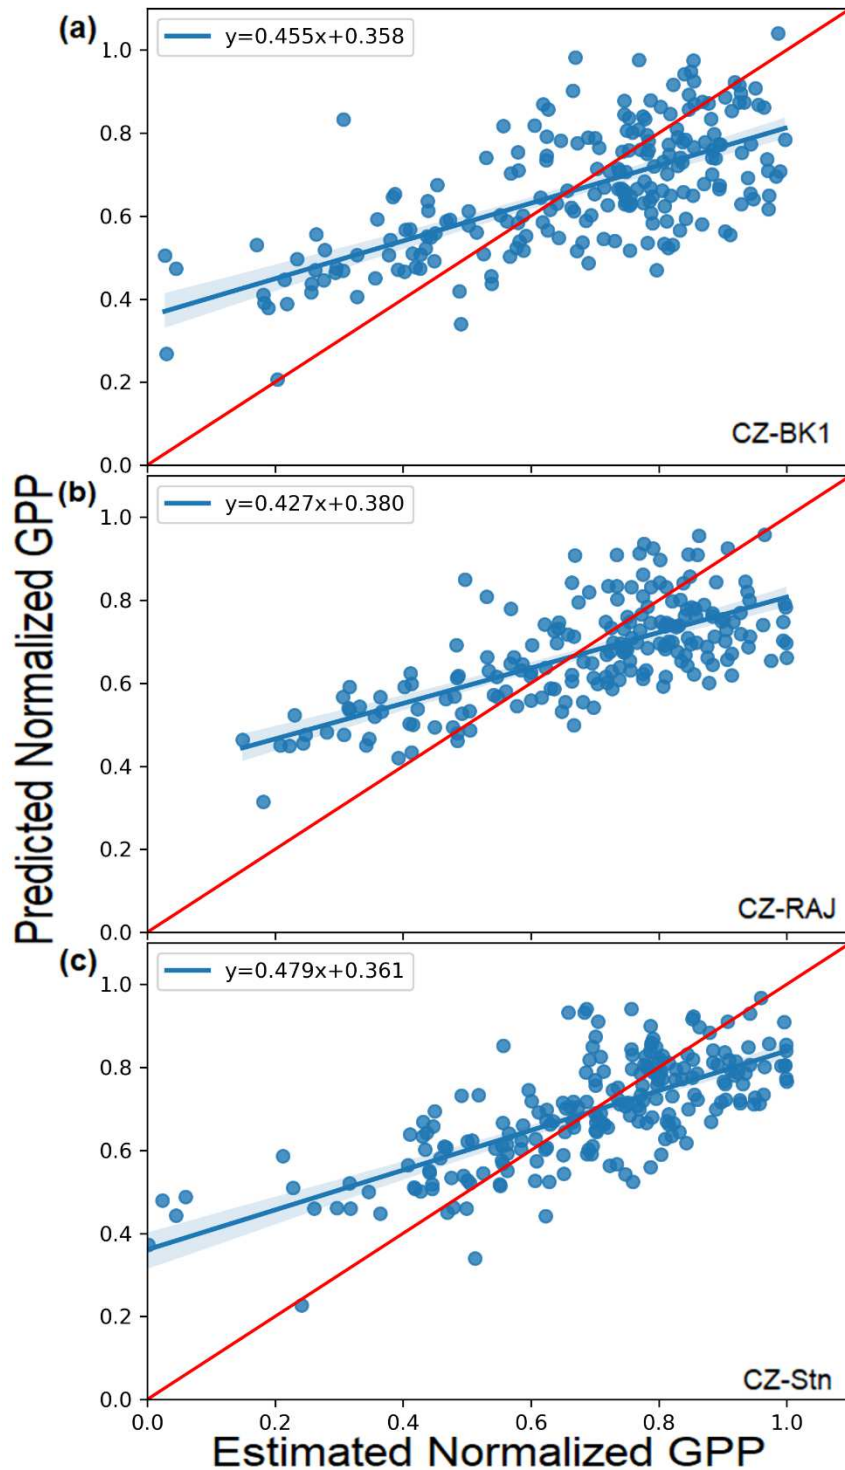 (a)
y=0.455x+0.358
1.0
0.8
0.6
0.4
0.2
0.0
CZ-BK1
Predicted Normalized GPP
(b)
y=0.427x+0.380
1.0
0.8
0.6
0.4
0.2
0.0
CZ-RAJ
(c)
y=0.479x+0.361
1.0
0.8
0.6
0.4
0.2
0.0
CZ-Stn
0.0 0.2 0.4 0.6 0.8 1.0
Estimated Normalized GPP